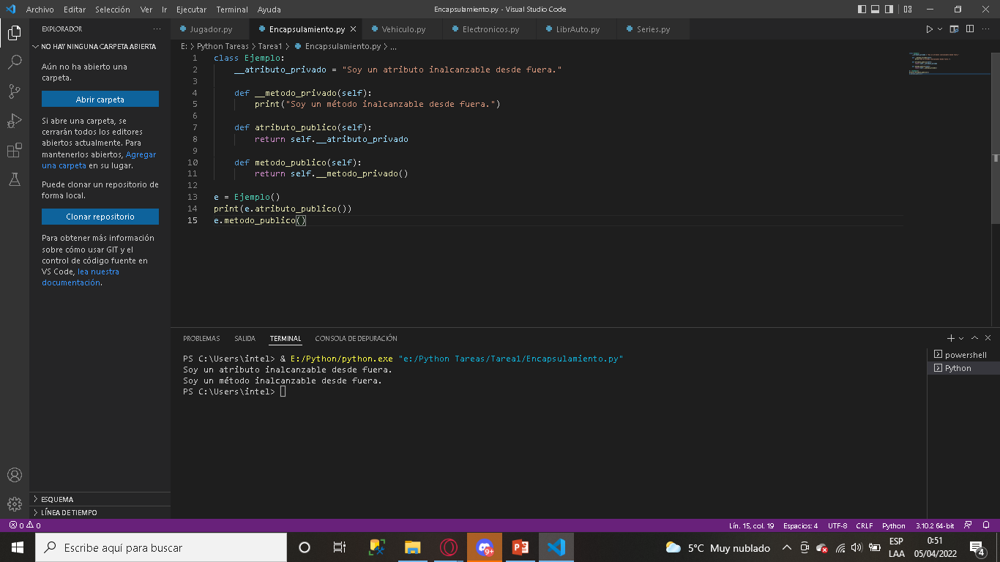 Archivo Editar Selección Ver Ir Ejecutar Terminal Ayuda
Encapsulamiento.py - Visual Studio Code
EXPLORADOR
NO HAY NINGUNA CARPETA ABIERTA
Aún no ha abierto una
carpeta.
Abrir carpeta
Si abre una carpeta, se
cerrarán todos los editores
abiertos actualmente. Para
mantenerlos abiertos, Agregar
una carpeta en su lugar.
Puede clonar un repositorio de
forma local.
Clonar repositorio
Para obtener más información
sobre cómo usar GIT y el
control de código fuente en
VS Code, lea nuestra
documentación.
ESQUEMA
LÍNEA DE TIEMPO
Jugador.py Encapsulamiento.py Vehiculo.py Electronicos.py LibrAuto.py Series.py
E: > Python Tareas > Tarea1 > Encapsulamiento.py > ...
1 class Ejemplo:
2 __atributo_privado = "Soy un atributo inalcanzable desde fuera."
3
4 def __metodo_privado(self):
5 print("Soy un método inalcanzable desde fuera.")
6
7 def atributo_publico(self):
8 return self.__atributo_privado
9
10 def metodo_publico(self):
11 return self.__metodo_privado()
12
13 e = Ejemplo()
14 print(e.atributo_publico())
15 e.metodo_publico()
PROBLEMAS SALIDA TERMINAL CONSOLA DE DEPURACIÓN
PS C:\Users\intel> & E:/Python/python.exe "e:/Python Tareas/Tarea1/Encapsulamiento.py"
Soy un atributo inalcanzable desde fuera.
Soy un método inalcanzable desde fuera.
PS C:\Users\intel>
powershell
Python
0 0
Lín. 15, col. 19 Espacios: 4 UTF-8 CRLF Python 3.10.2 64-bit
Escribe aquí para buscar
9+
5°C Muy nublado
ESP
LAA
0:51
05/04/2022
4